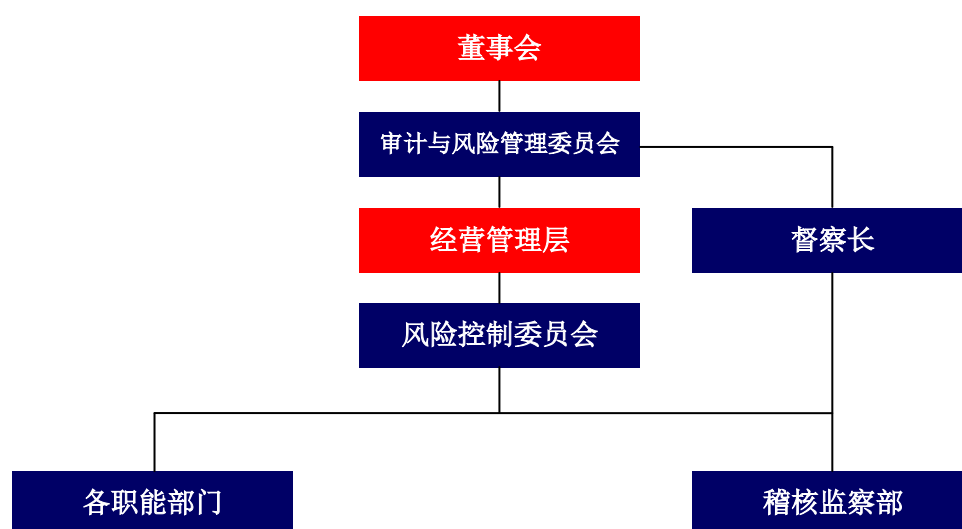 董事会
审计与风险管理委员会
经营管理层
督察长
风险控制委员会
各职能部门
稽核监察部